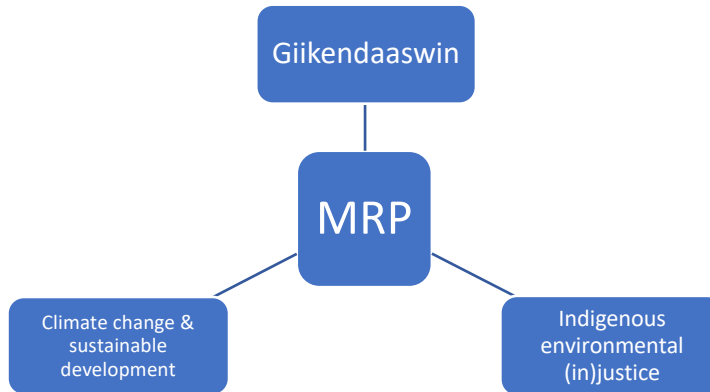 Giikendaaswin
MRP
Climate change &
sustainable
development
Indigenous
environmental
(in)justice